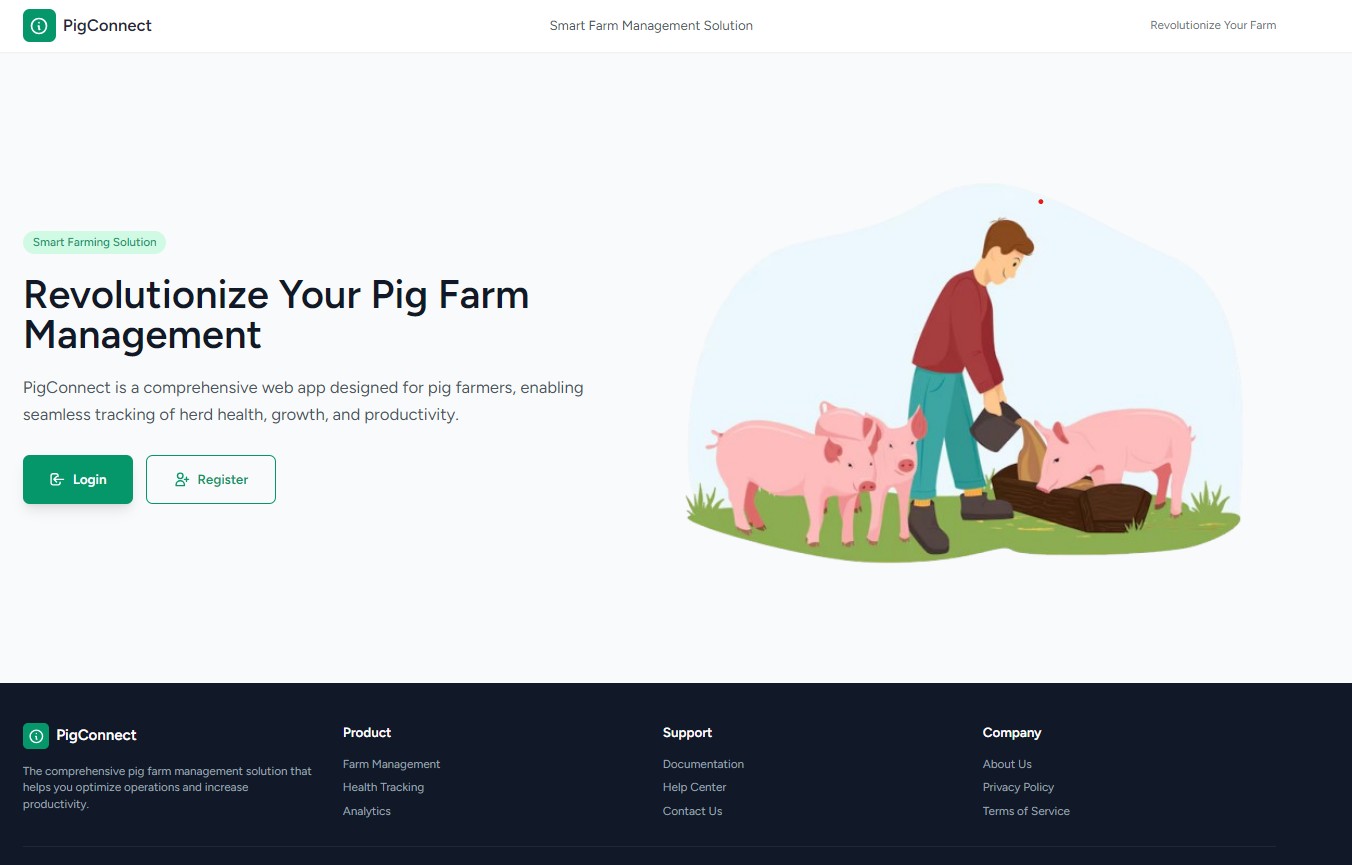 PigConnect
Smart Farm Management Solution
Revolutionize Your Farm
Smart Farming Solution
Revolutionize Your Pig Farm
Management
PigConnect is a comprehensive web app designed for pig farmers, enabling
seamless tracking of herd health, growth, and productivity.
Login
Register
PigConnect
The comprehensive pig farm management solution that
helps you optimize operations and increase
productivity.
Product
Farm Management
Health Tracking
Analytics
Support
Documentation
Help Center
Contact Us
Company
About Us
Privacy Policy
Terms of Service